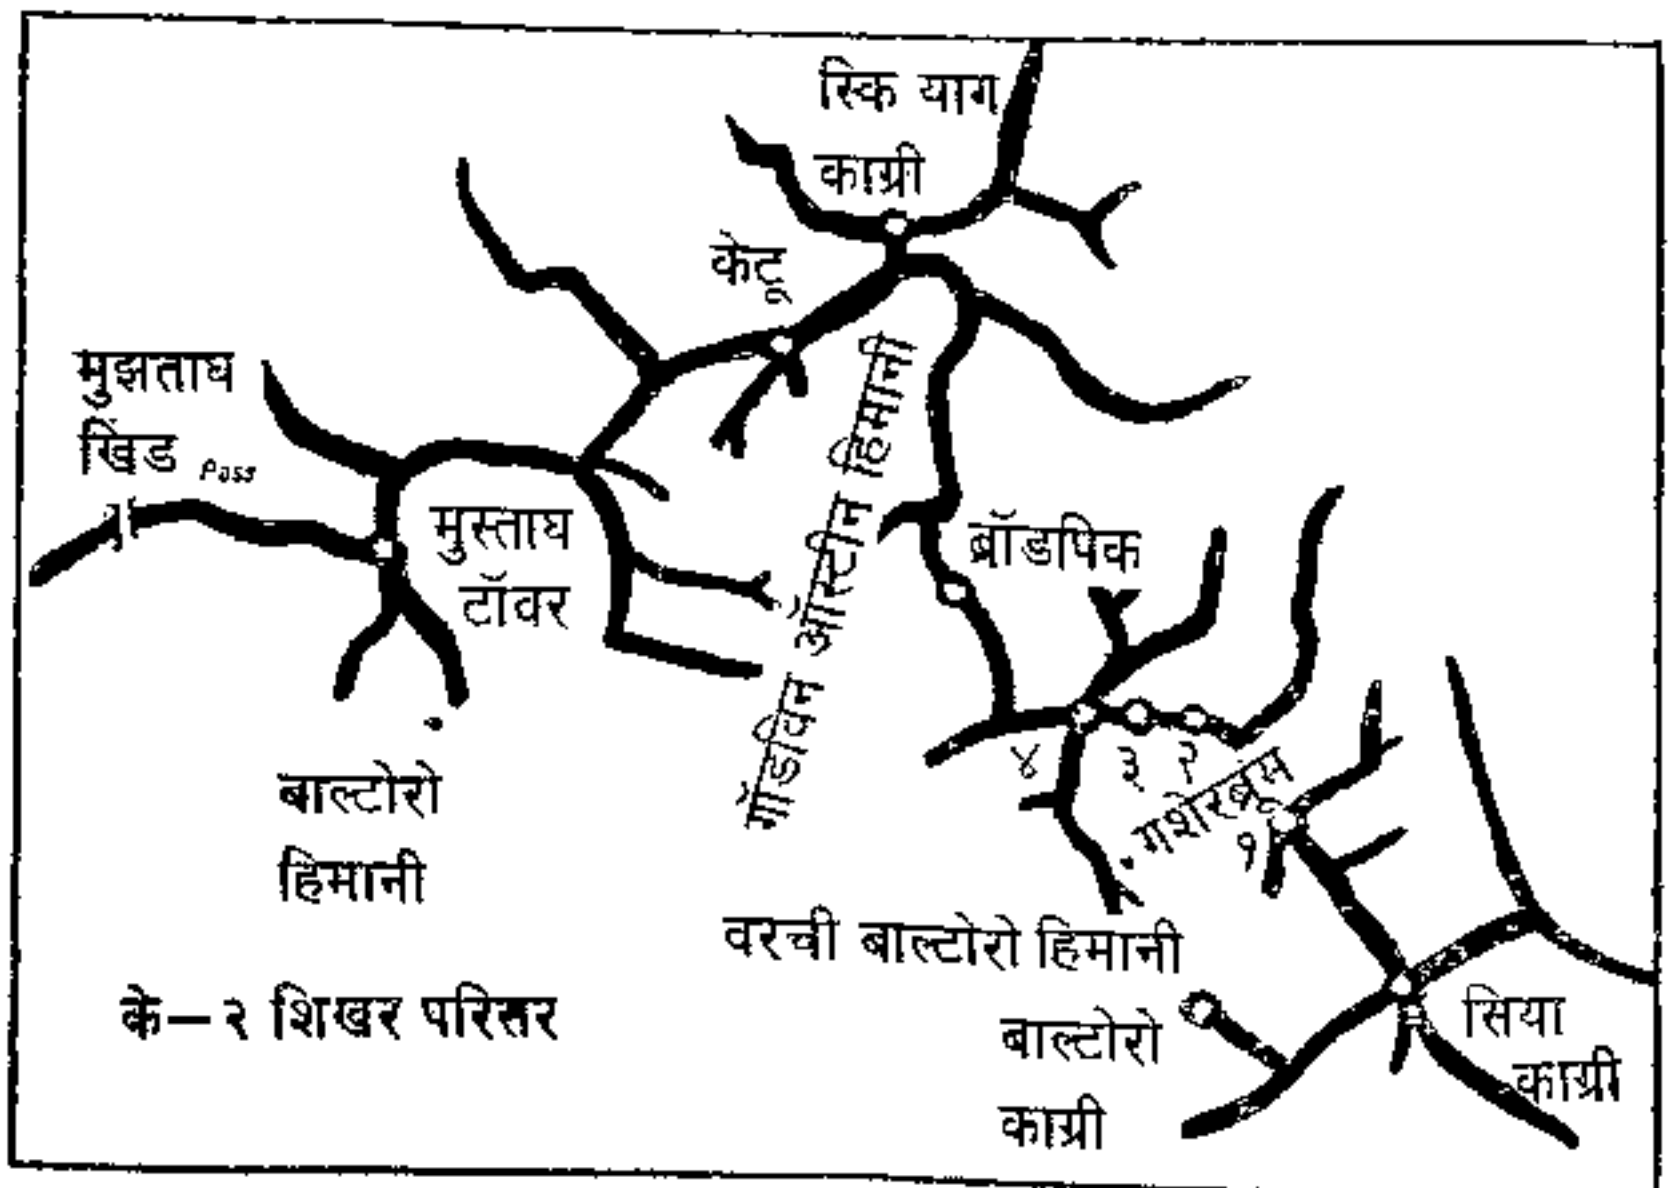 स्कि याग
काग्री
केटू
मुझताघ
खिंड Pass
मुस्ताघ
टॉवर
गॉडविन ऑस्टीन हिमानी
ब्रॉडपिक
४ ३ २
गशेरब्रूम
१
बाल्टोरो
हिमानी
वरची बाल्टोरो हिमानी
के–२ शिखर परिसर
बाल्टोरो
काग्री
सिया
काग्री